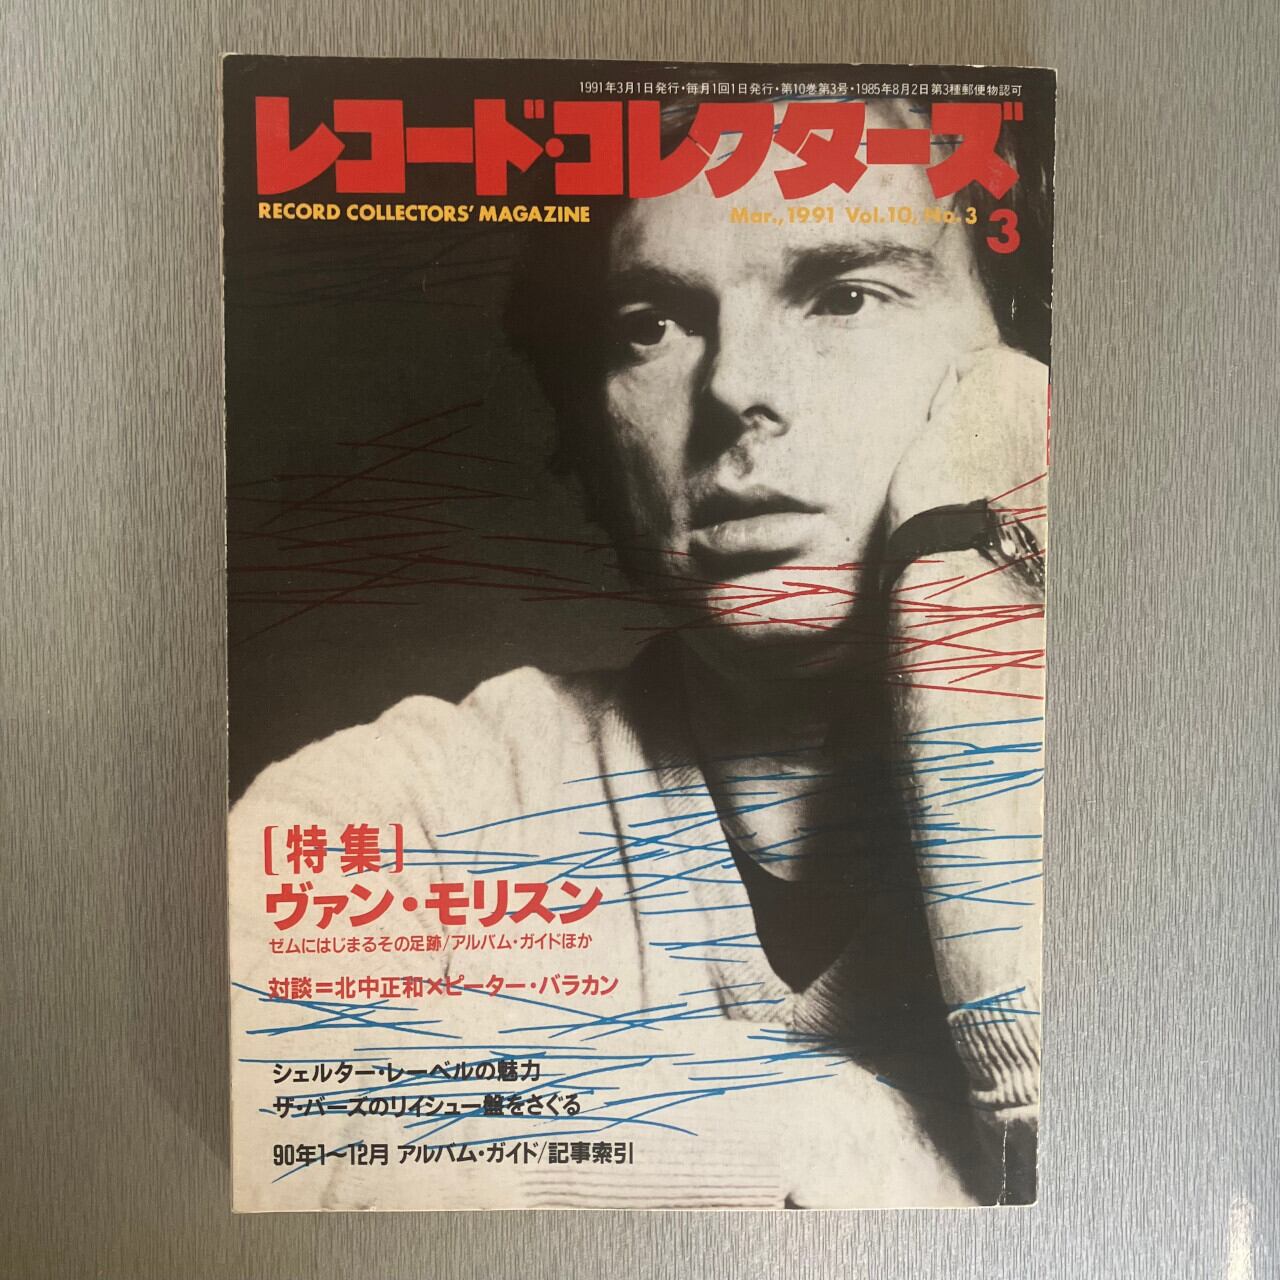 1991年3月1日発行・毎月1回1日発行・第10巻第3号・1985年8月2日第3種郵便物認可
レコード・コレクターズ
RECORD COLLECTORS' MAGAZINE
Mar., 1991 Vol.10, No.3
3
［特集］
ヴァン・モリスン
ゼムにはじまるその足跡/アルバム・ガイドほか
対談=北中正和×ピーター・バラカン
シェルター・レーベルの魅力
ザ・バーズのリイシュー盤をさぐる
90年1〜12月 アルバム・ガイド/記事索引